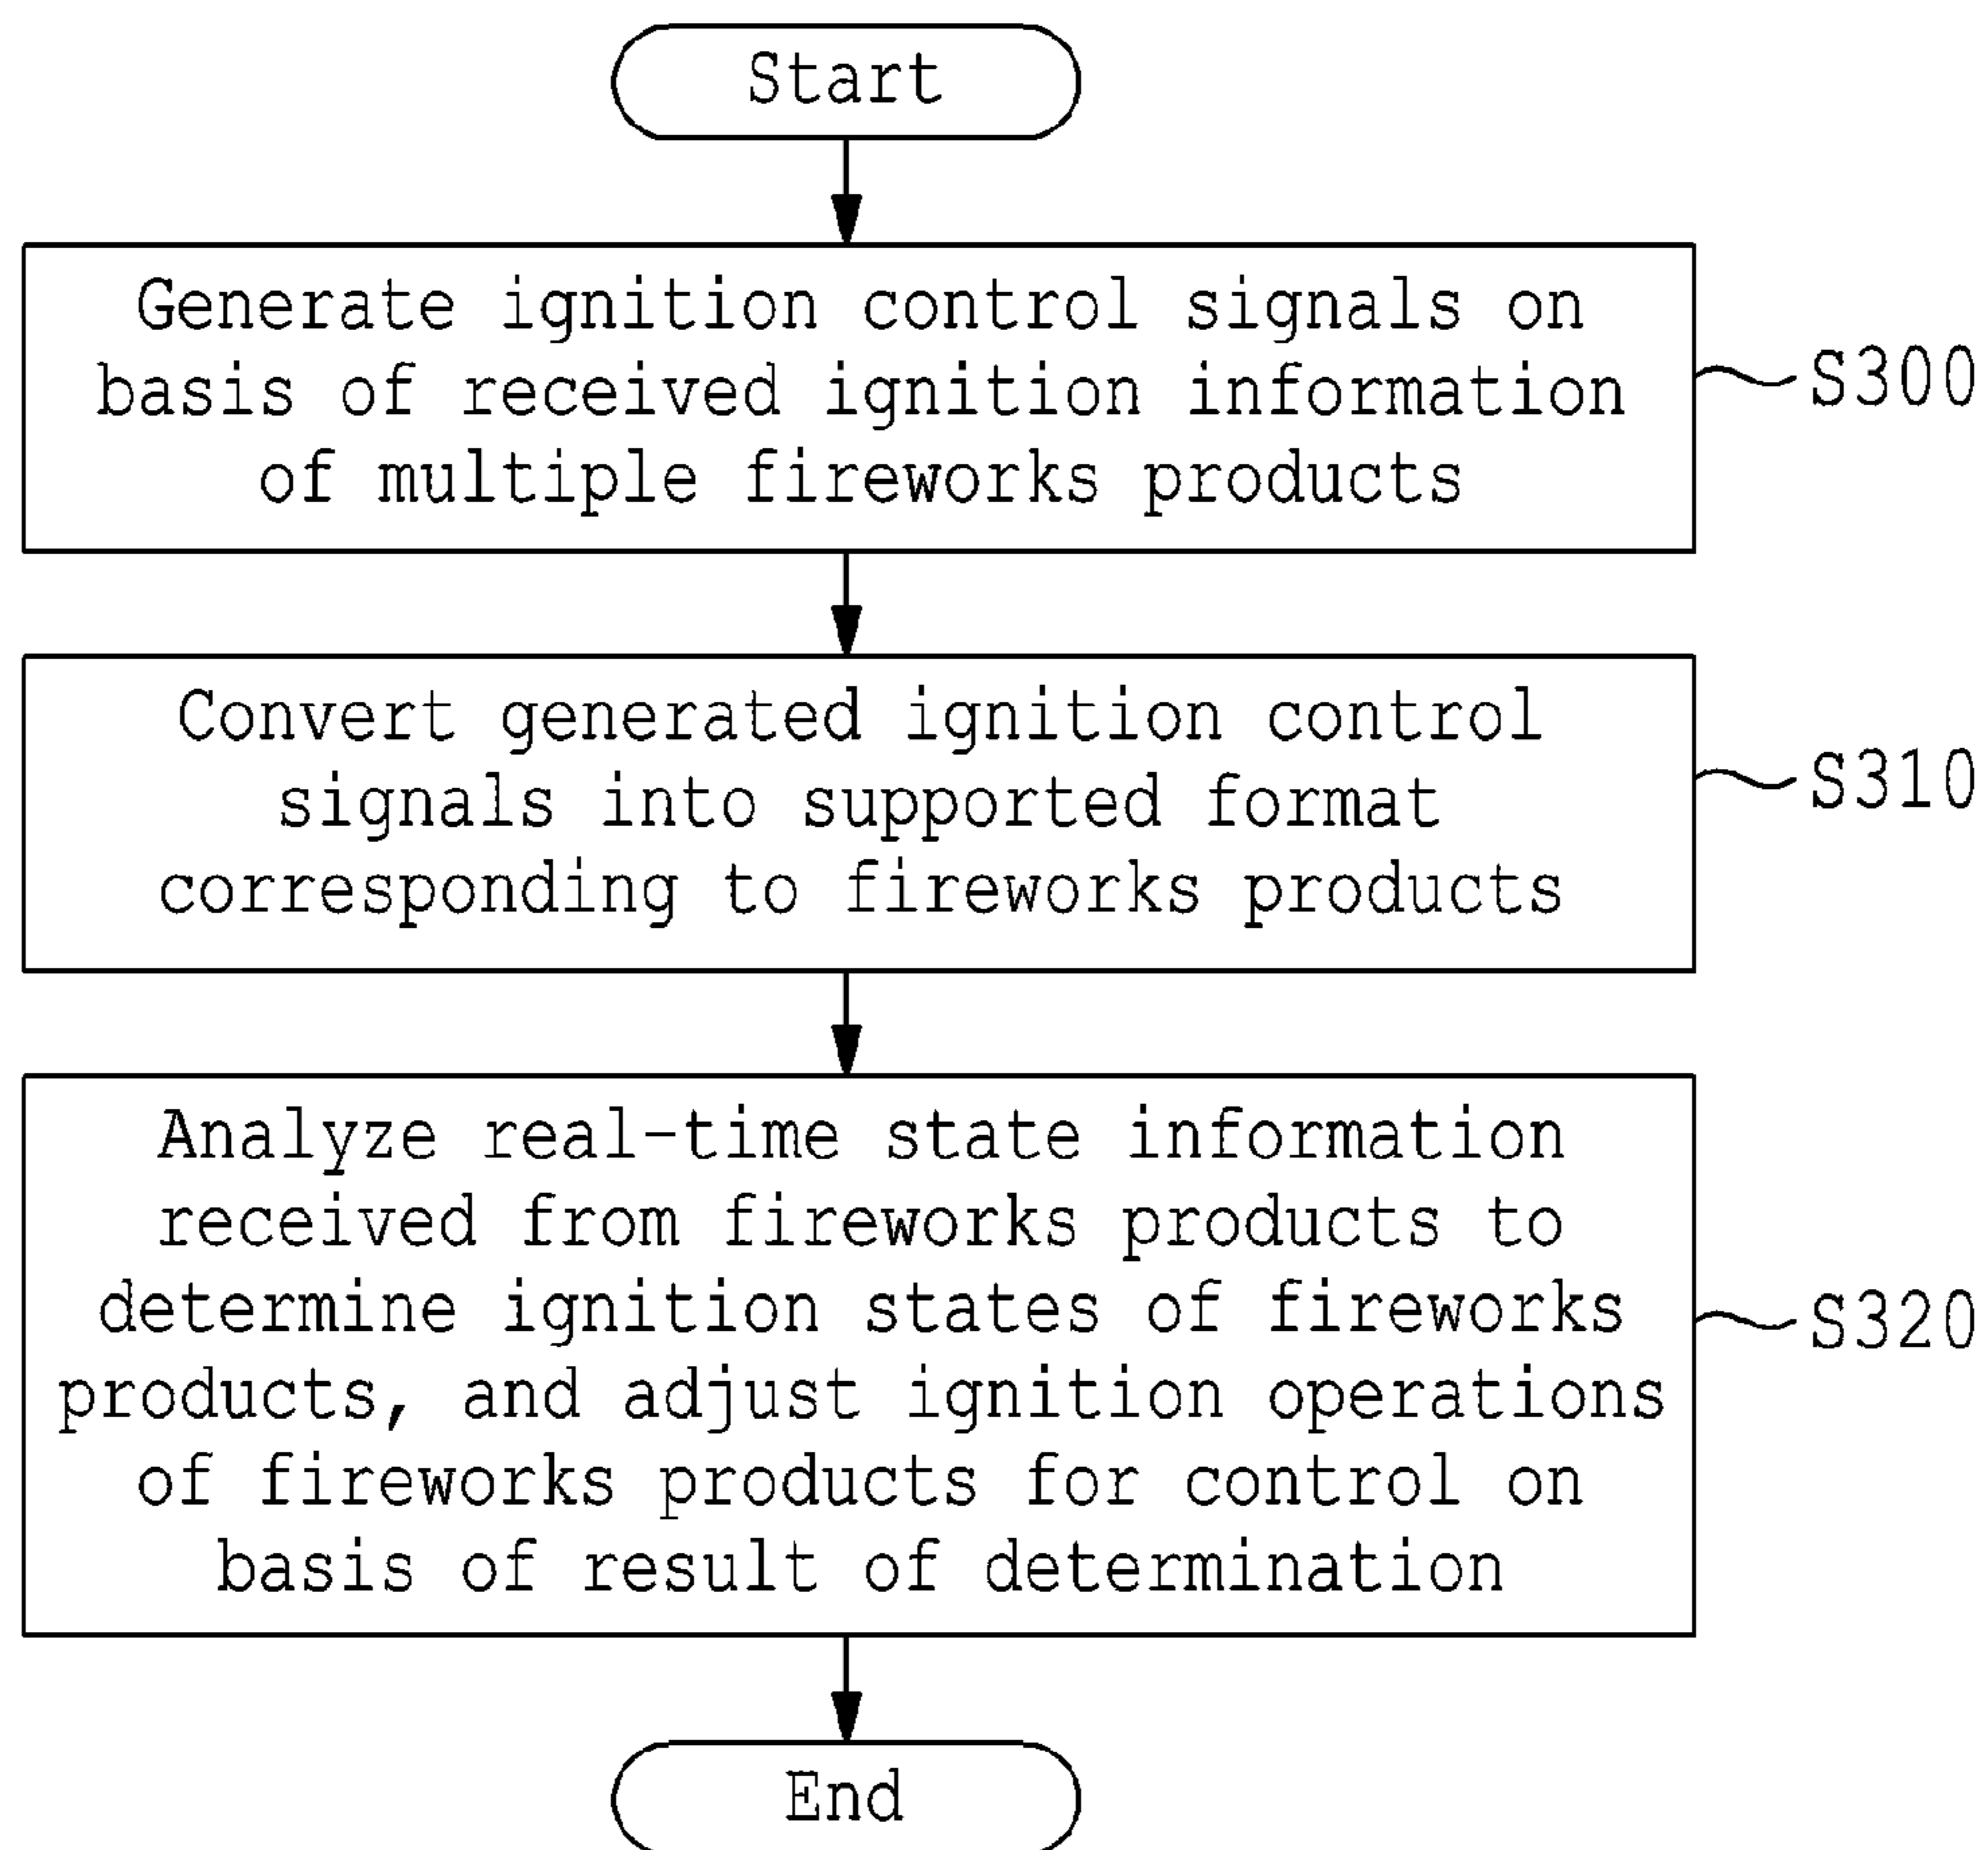 Start
Generate ignition control signals on
basis of received ignition information
of multiple fireworks products
S300
Convert generated ignition control
signals into supported format
corresponding to fireworks products
S310
Analyze real-time state information
received from fireworks products to
determine ignition states of fireworks
products, and adjust ignition operations
of fireworks products for control on
basis of result of determination
S320
End